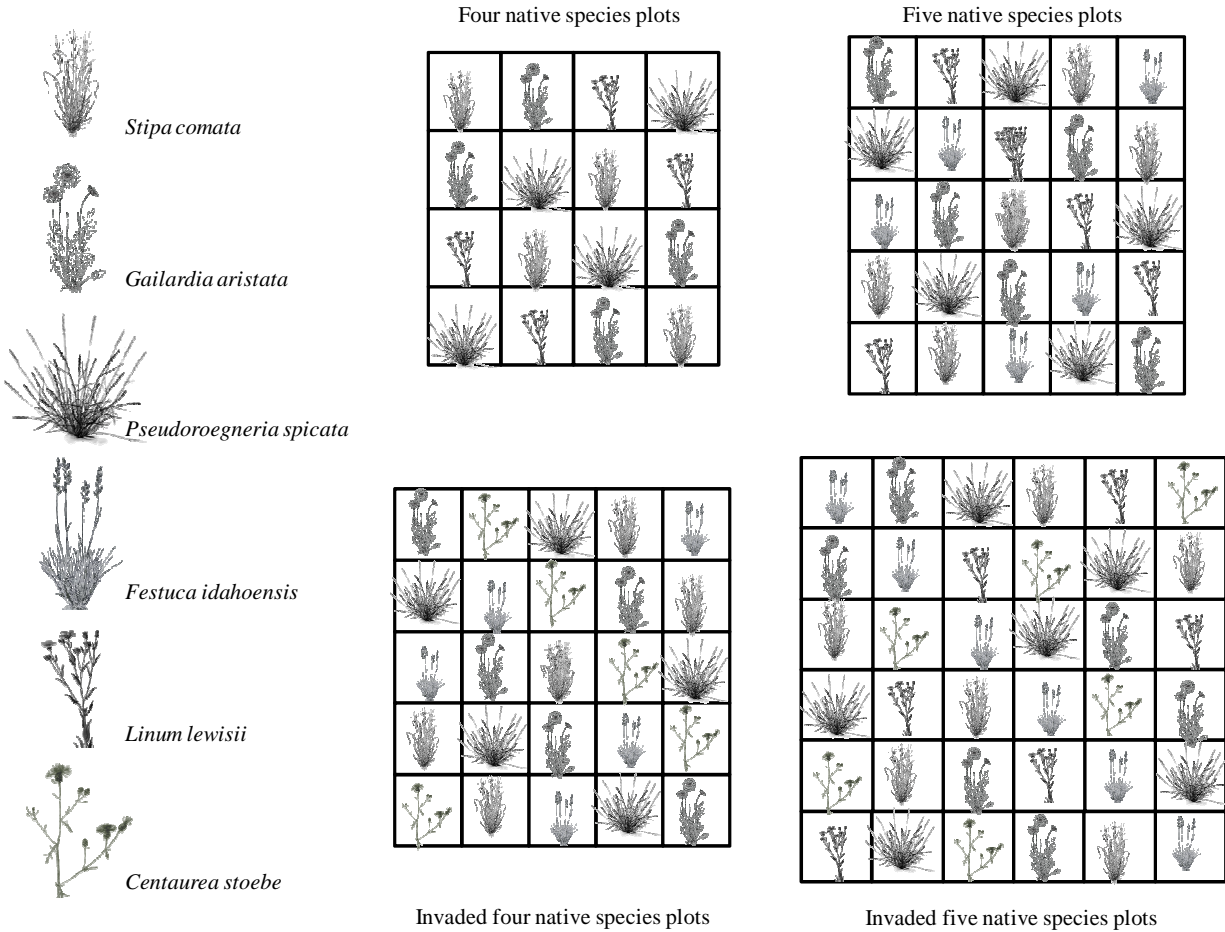 Four native species plots
Five native species plots
Stipa comata
Gailardia aristata
Pseudoroegneria spicata
Festuca idahoensis
Linum lewisii
Centaurea stoebe
Invaded four native species plots
Invaded five native species plots